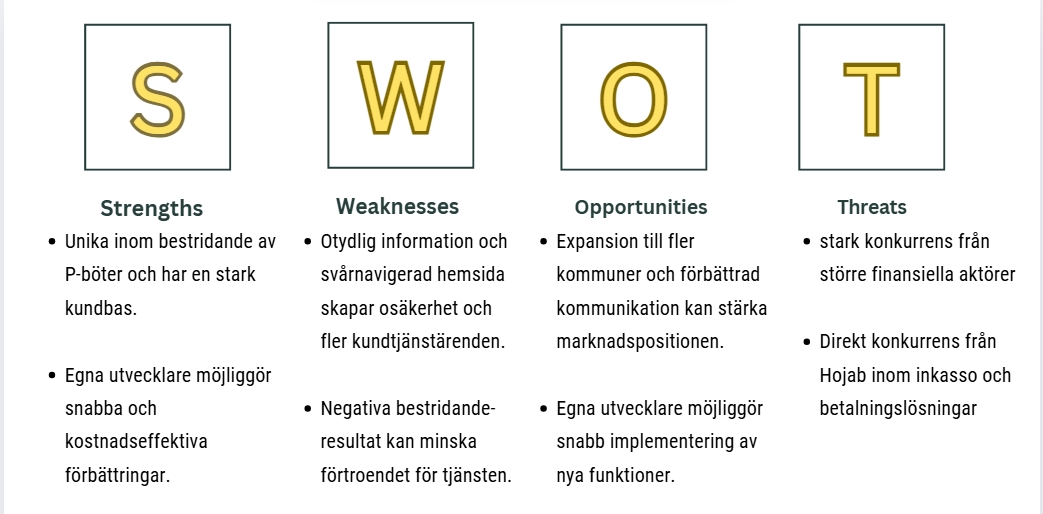 S
W
O
T
Strengths
Unika inom bestridande av
P-böter och har en stark
kundbas.
Egna utvecklare möjliggör
snabba och
kostnadseffektiva
förbättringar.
Weaknesses
Otydlig information och
svårnavigerad hemsida
skapar osäkerhet och
fler kundtjänstärenden.
Negativa bestridande-
resultat kan minska
förtroendet för tjänsten.
Opportunities
Expansion till fler
kommuner och förbättrad
kommunikation kan stärka
marknadspositionen.
Egna utvecklare möjliggör
snabb implementering av
nya funktioner.
Threats
stark konkurrens från
större finansiella aktörer
Direkt konkurrens från
Hojab inom inkasso och
betalningslösningar